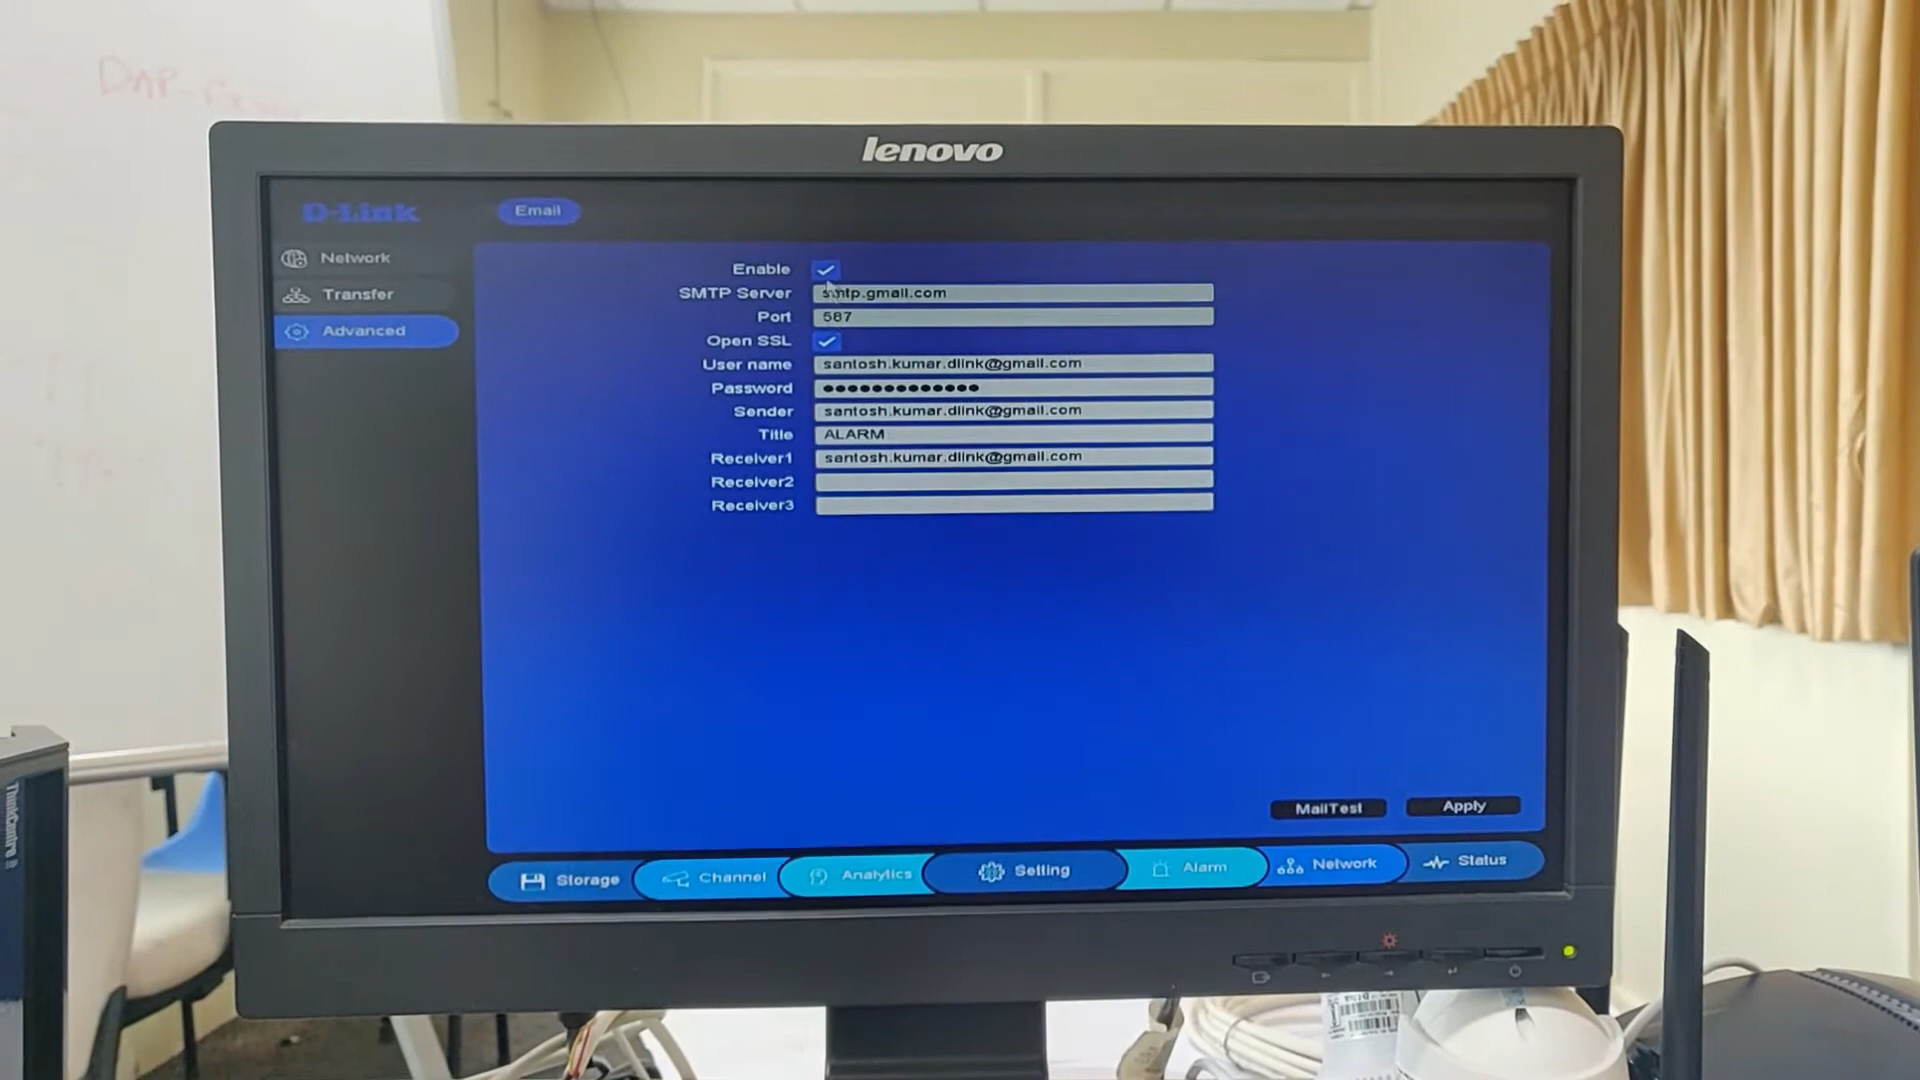 lenovo
D-Link
Email
Network
Transfer
Advanced
Enable
SMTP Server smtp.gmail.com
Port 587
Open SSL
User name santosh.kumar.dlink@gmail.com
Password ●●●●●●●●●●●●●
Sender santosh.kumar.dlink@gmail.com
Title ALARM
Receiver1 santosh.kumar.dlink@gmail.com
Receiver2
Receiver3
MailTest Apply
Storage Channel Analytics Setting Alarm Network Status
ThinkCentre